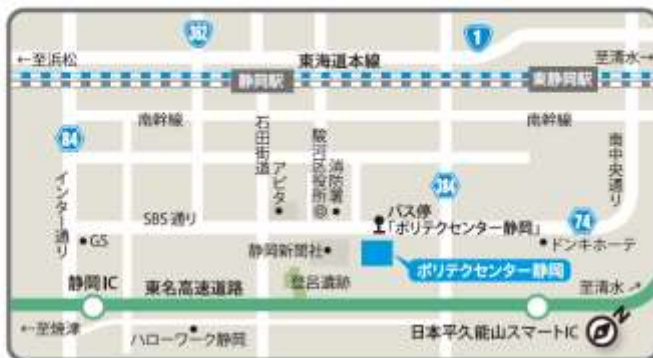 362
1
←至浜松
東海道本線
至清水→
静岡駅
東静岡駅
84
南幹線
石田街道
アピタ
駿河区役所
消防署
南幹線
南中央通り
インター通り
384
SBS通り
バス停
「ポリテクセンター静岡」
74
GS
静岡新聞社
ドンキホーテ
ポリテクセンター静岡
静岡IC
東名高速道路
登呂遺跡
至清水→
←至焼津
ハローワーク静岡
日本平久能山スマートIC
N